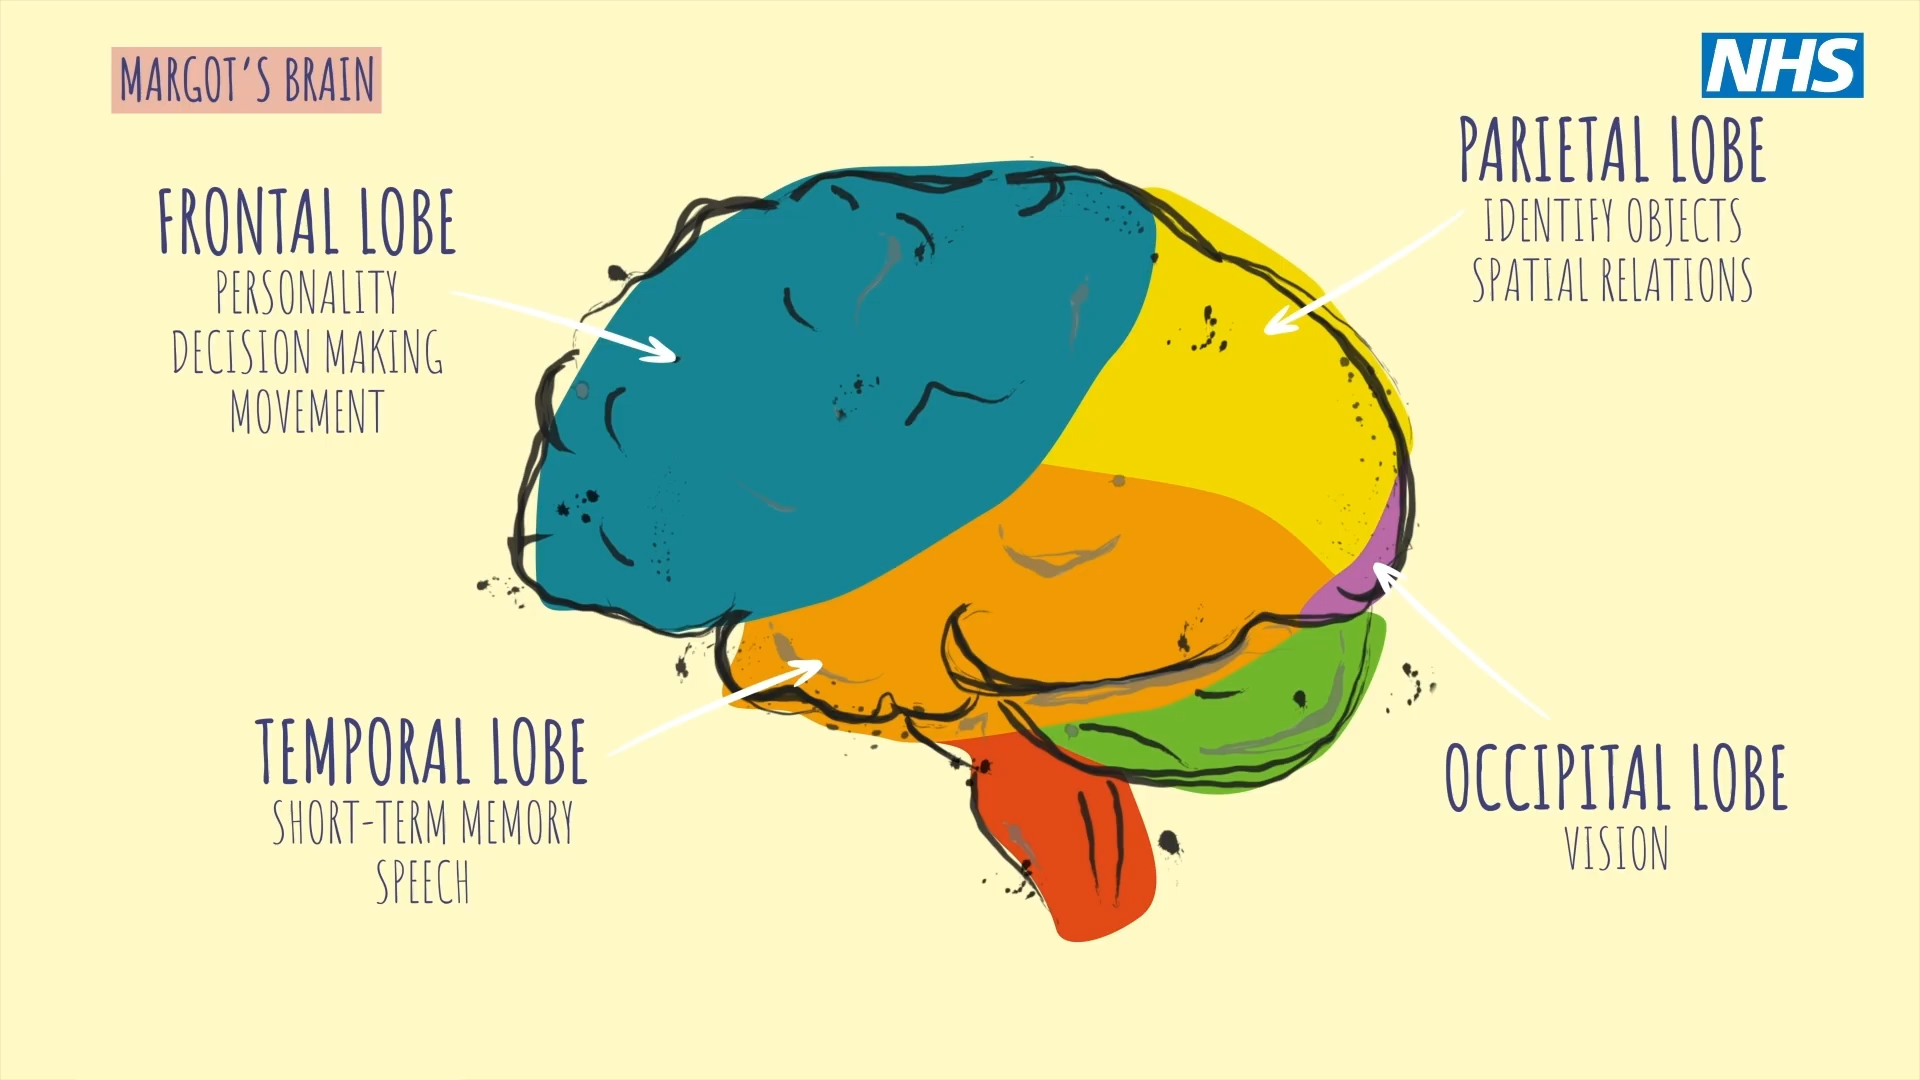 MARGOT'S BRAIN
NHS
FRONTAL LOBE
PERSONALITY
DECISION MAKING
MOVEMENT
PARIETAL LOBE
IDENTIFY OBJECTS
SPATIAL RELATIONS
TEMPORAL LOBE
SHORT-TERM MEMORY
SPEECH
OCCIPITAL LOBE
VISION